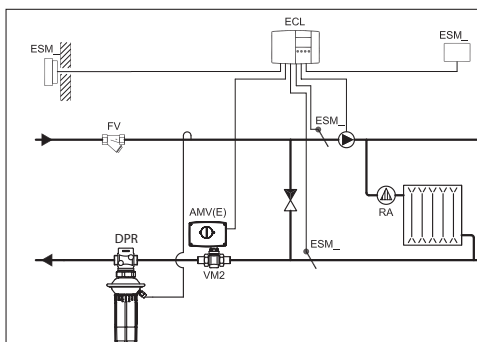 ECL
ESM_
ESM_
FV
ESM_
AMV(E)
RA
DPR
ESM_
VM2